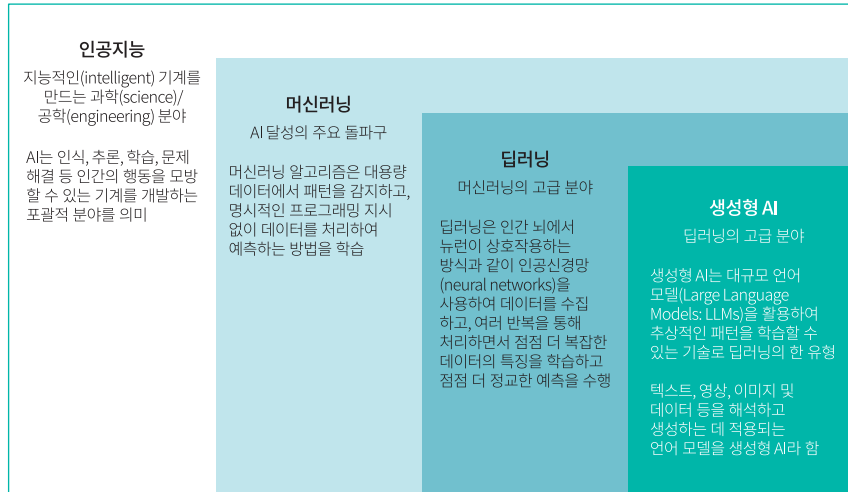 인공지능
지능적인(intelligent) 기계를
만드는 과학(science)/
공학(engineering) 분야
AI는 인식, 추론, 학습, 문제
해결 등 인간의 행동을 모방
할 수 있는 기계를 개발하는
포괄적 분야를 의미
머신러닝
AI 달성의 주요 돌파구
머신러닝 알고리즘은 대용량
데이터에서 패턴을 감지하고,
명시적인 프로그래밍 지시
없이 데이터를 처리하여
예측하는 방법을 학습
딥러닝
머신러닝의 고급 분야
딥러닝은 인간 뇌에서
뉴런이 상호작용하는
방식과 같이 인공신경망
(neural networks)을
사용하여 데이터를 수집
하고, 여러 반복을 통해
처리하면서 점점 더 복잡한
데이터의 특징을 학습하고
점점 더 정교한 예측을 수행
생성형 AI
딥러닝의 고급 분야
생성형 AI는 대규모 언어
모델(Large Language
Models: LLMs)을 활용하여
추상적인 패턴을 학습할 수
있는 기술로 딥러닝의 한 유형
텍스트, 영상, 이미지 및
데이터 등을 해석하고
생성하는 데 적용되는
언어 모델을 생성형 AI라 함